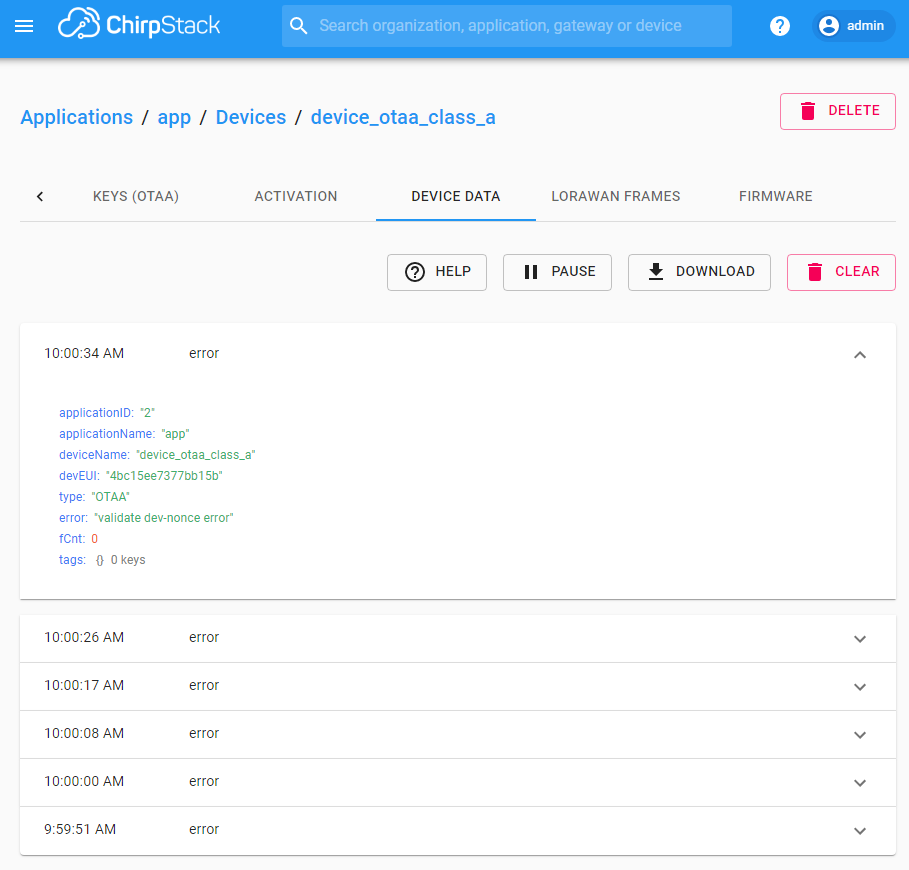 ChirpStack
Search organization, application, gateway or device
?
admin
Applications / app / Devices / device_otaa_class_a
DELETE
KEYS (OTAA)
ACTIVATION
DEVICE DATA
LORAWAN FRAMES
FIRMWARE
HELP
PAUSE
DOWNLOAD
CLEAR
10:00:34 AM error
applicationID: "2"
applicationName: "app"
deviceName: "device_otaa_class_a"
devEUI: "4bc15ee7377bb15b"
type: "OTAA"
error: "validate dev-nonce error"
fCnt: 0
tags: {} 0 keys
10:00:26 AM error
10:00:17 AM error
10:00:08 AM error
10:00:00 AM error
9:59:51 AM error